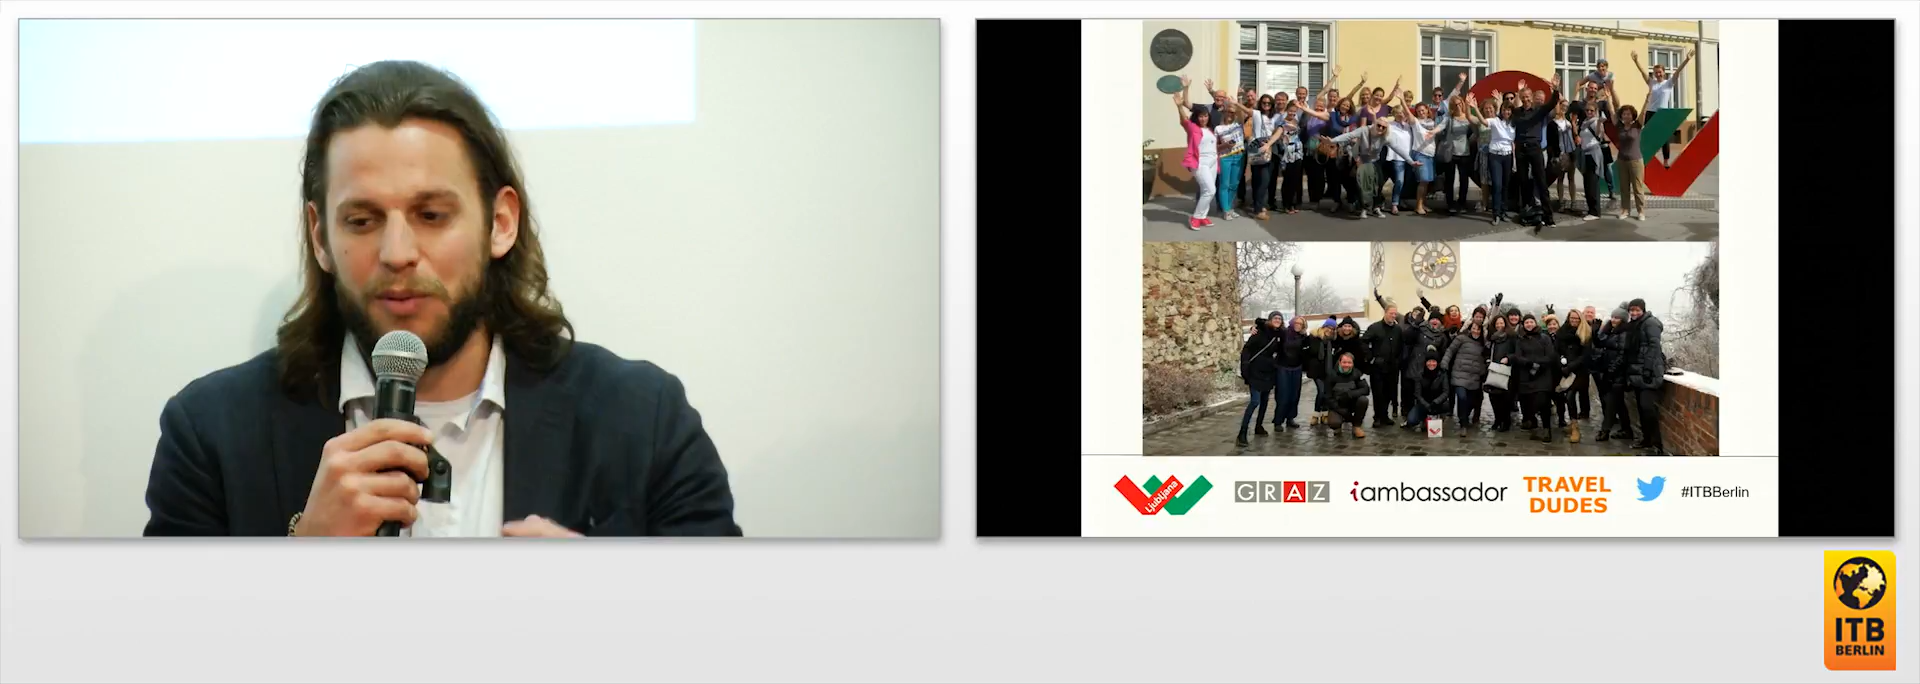 Ljubljana
GRAZ
iambassador
TRAVEL
DUDES
#ITBBerlin
ITB
BERLIN